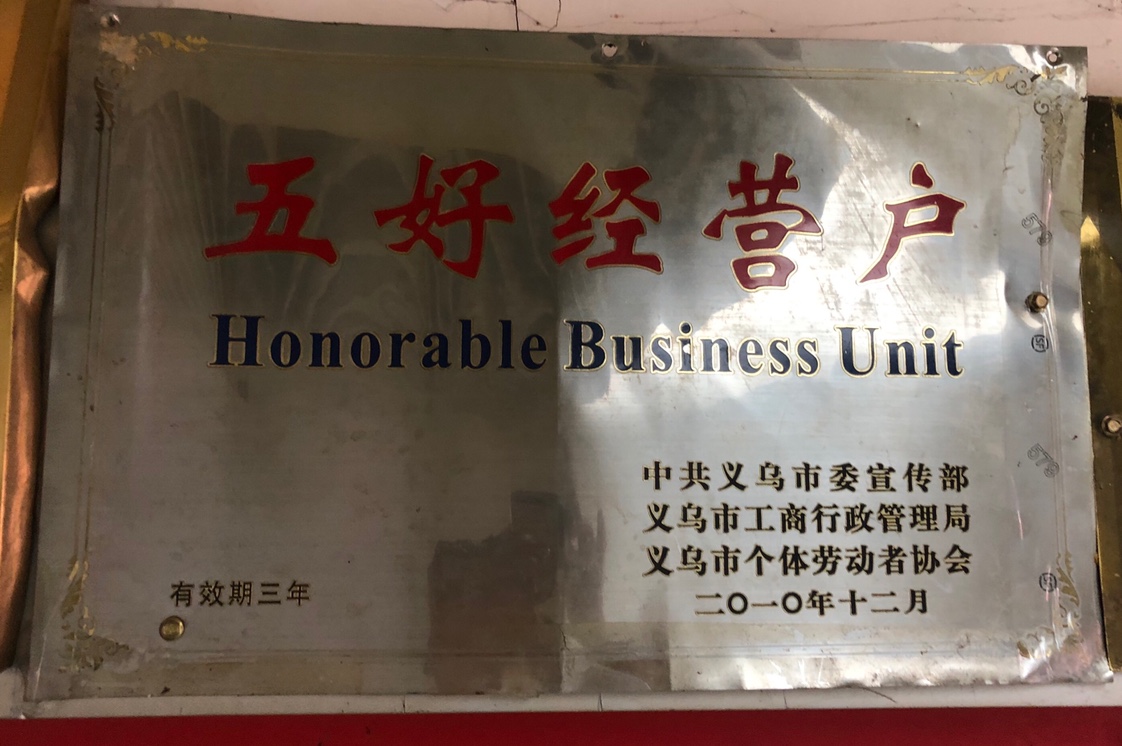 五好经营户
Honorable Business Unit
中共义乌市委宣传部
义乌市工商行政管理局
义乌市个体劳动者协会
二〇一〇年十二月
有效期三年